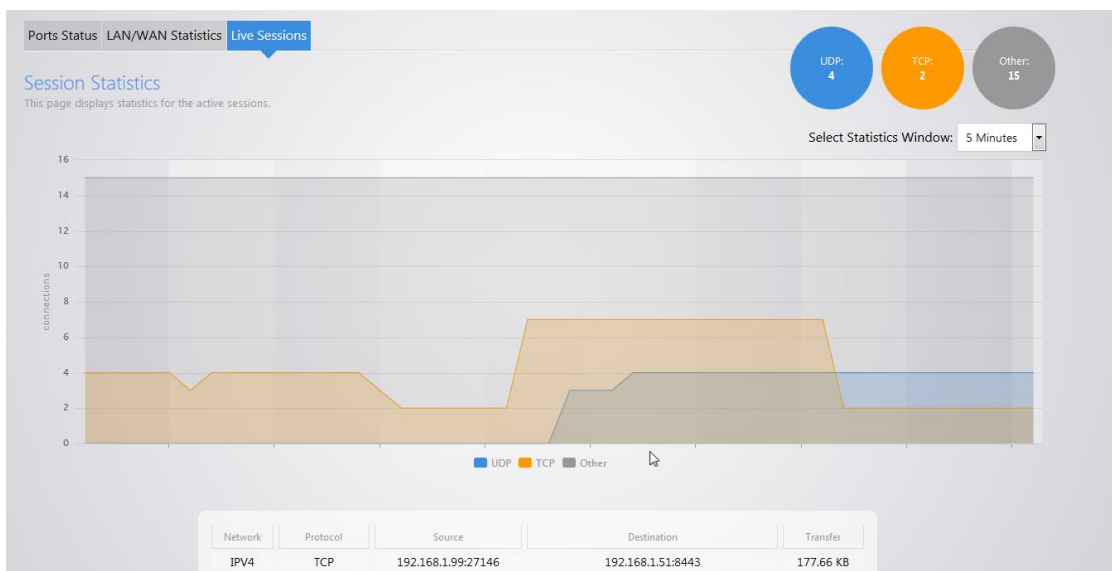 Ports Status LAN/WAN Statistics Live Sessions
UDP:
4
TCP:
2
Other:
15
Session Statistics
This page displays statistics for the active sessions.
Select Statistics Window: 5 Minutes
16
14
12
10
8
6
4
2
0
connections
UDP TCP Other
Network Protocol Source Destination Transfer
IPV4 TCP 192.168.1.99:27146 192.168.1.51:8443 177.66 KB